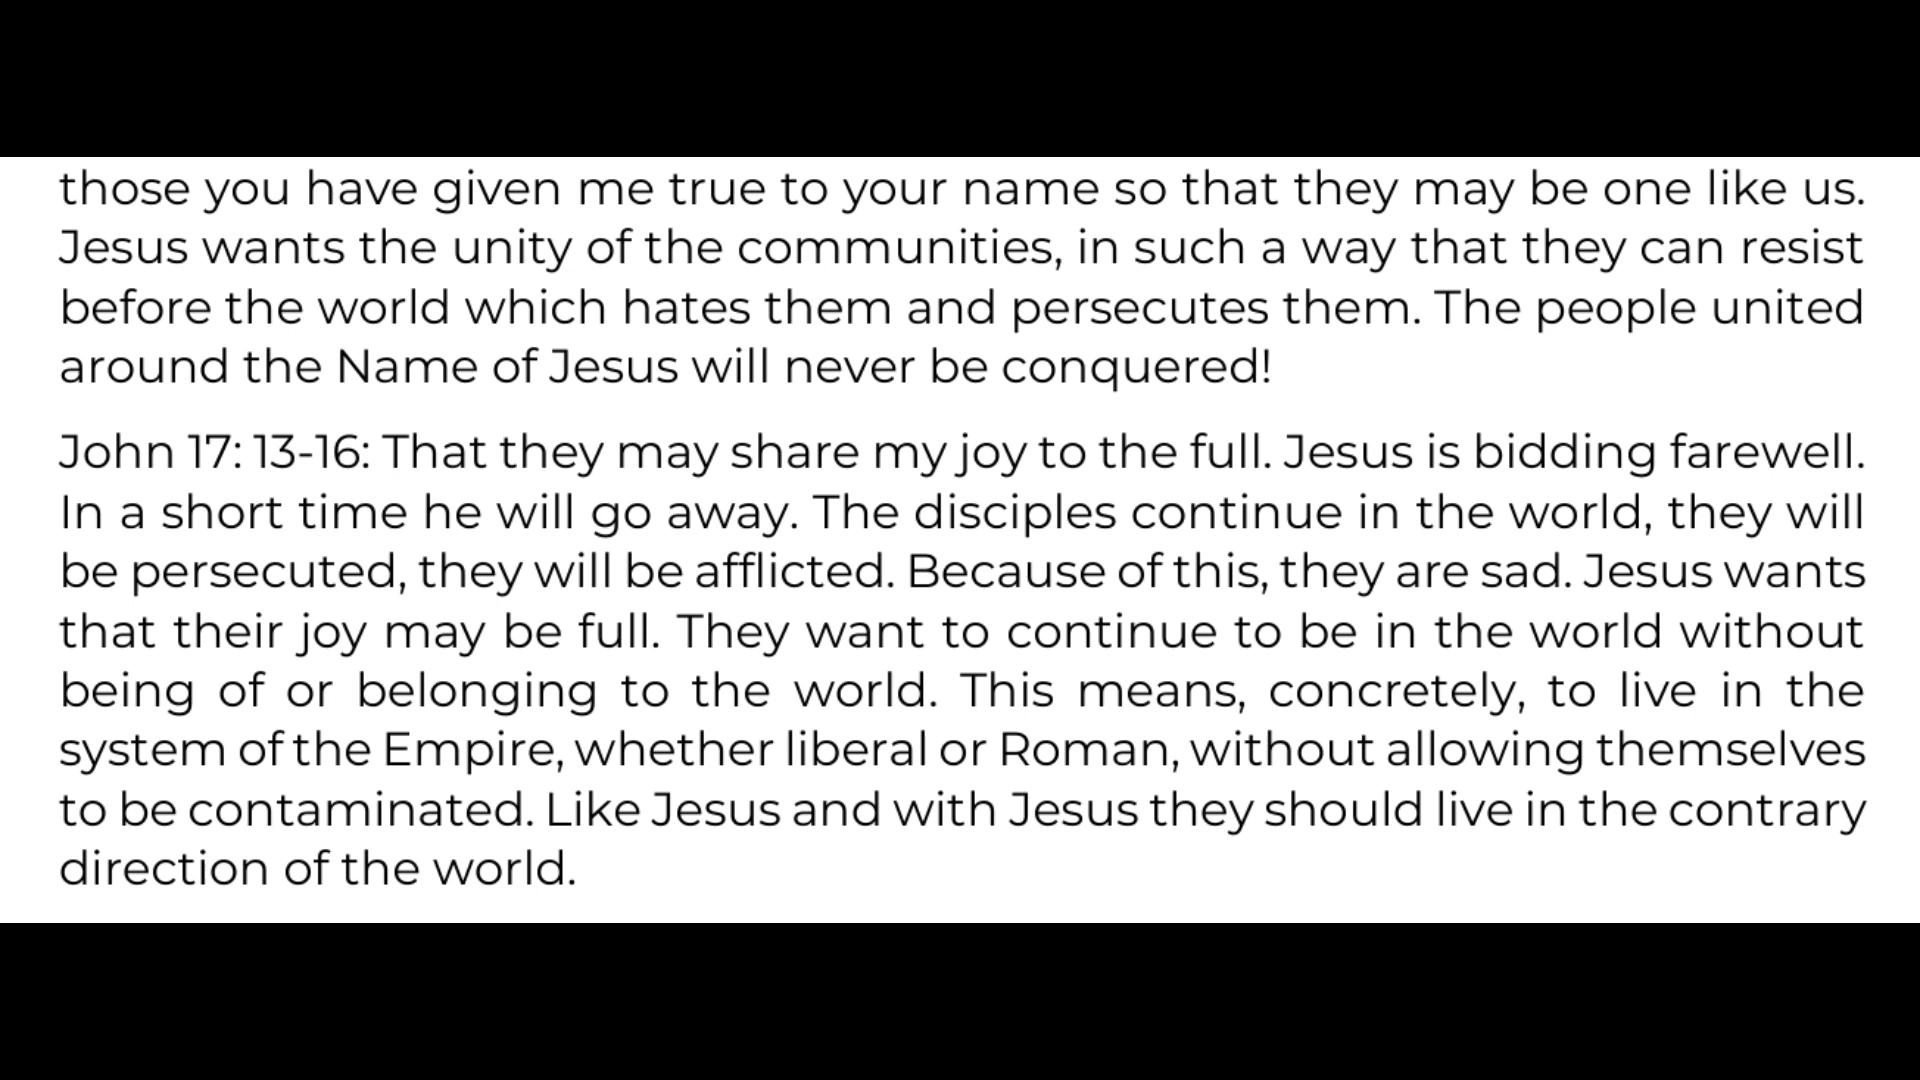 those you have given me true to your name so that they may be one like us.
Jesus wants the unity of the communities, in such a way that they can resist
before the world which hates them and persecutes them. The people united
around the Name of Jesus will never be conquered!
John 17: 13-16: That they may share my joy to the full. Jesus is bidding farewell.
In a short time he will go away. The disciples continue in the world, they will
be persecuted, they will be afflicted. Because of this, they are sad. Jesus wants
that their joy may be full. They want to continue to be in the world without
being of or belonging to the world. This means, concretely, to live in the
system of the Empire, whether liberal or Roman, without allowing themselves
to be contaminated. Like Jesus and with Jesus they should live in the contrary
direction of the world.